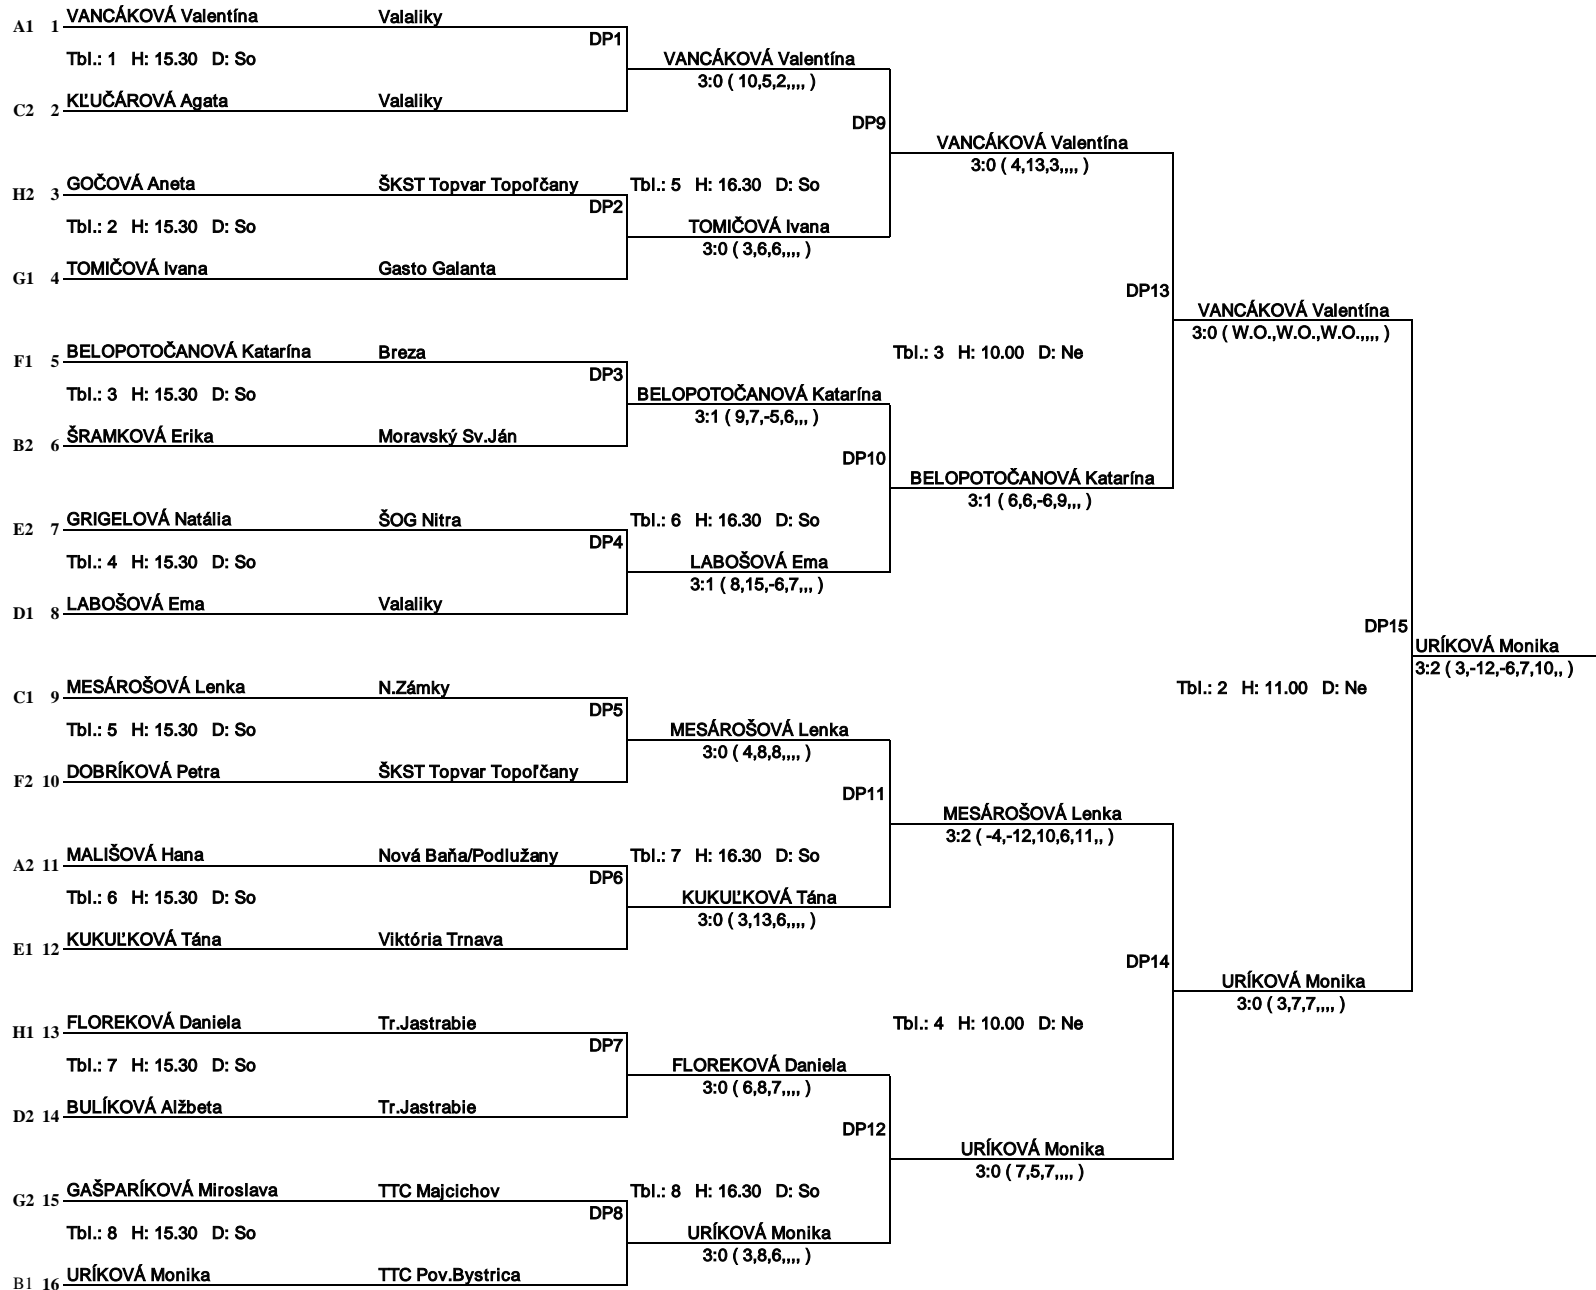 A1 1 VANCÁKOVÁ Valentína Valaliky
DP1
Tbl.: 1 H: 15.30 D: So VANCÁKOVÁ Valentína
3:0 ( 10,5,2,,,, )
C2 2 KĽUČÁROVÁ Agata Valaliky
DP9
VANCÁKOVÁ Valentína
3:0 ( 4,13,3,,,, )
H2 3 GOČOVÁ Aneta ŠKST Topvar Topoľčany Tbl.: 5 H: 16.30 D: So
DP2
Tbl.: 2 H: 15.30 D: So TOMIČOVÁ Ivana
3:0 ( 3,6,6,,,, )
G1 4 TOMIČOVÁ Ivana Gasto Galanta
DP13
VANCÁKOVÁ Valentína
3:0 ( W.O.,W.O.,W.O.,,,, )
F1 5 BELOPOTOČANOVÁ Katarína Breza Tbl.: 3 H: 10.00 D: Ne
DP3
Tbl.: 3 H: 15.30 D: So BELOPOTOČANOVÁ Katarína
3:1 ( 9,7,-5,6,,, )
B2 6 ŠRAMKOVÁ Erika Moravský Sv.Ján
DP10
BELOPOTOČANOVÁ Katarína
3:1 ( 6,6,-6,9,,, )
E2 7 GRIGELOVÁ Natália ŠOG Nitra Tbl.: 6 H: 16.30 D: So
DP4
Tbl.: 4 H: 15.30 D: So LABOŠOVÁ Ema
3:1 ( 8,15,-6,7,,, )
D1 8 LABOŠOVÁ Ema Valaliky
DP15
URÍKOVÁ Monika
3:2 ( 3,-12,-6,7,10,, )
C1 9 MESÁROŠOVÁ Lenka N.Zámky Tbl.: 2 H: 11.00 D: Ne
DP5
Tbl.: 5 H: 15.30 D: So MESÁROŠOVÁ Lenka
3:0 ( 4,8,8,,,, )
F2 10 DOBRÍKOVÁ Petra ŠKST Topvar Topoľčany
DP11
MESÁROŠOVÁ Lenka
3:2 ( -4,-12,10,6,11,, )
A2 11 MALIŠOVÁ Hana Nová Baňa/Podlužany Tbl.: 7 H: 16.30 D: So
DP6
Tbl.: 6 H: 15.30 D: So KUKUĽKOVÁ Tána
3:0 ( 3,13,6,,,, )
E1 12 KUKUĽKOVÁ Tána Viktória Trnava
DP14
URÍKOVÁ Monika
3:0 ( 3,7,7,,,, )
H1 13 FLOREKOVÁ Daniela Tr.Jastrabie Tbl.: 4 H: 10.00 D: Ne
DP7
Tbl.: 7 H: 15.30 D: So FLOREKOVÁ Daniela
3:0 ( 6,8,7,,,, )
D2 14 BULÍKOVÁ Alžbeta Tr.Jastrabie
DP12
URÍKOVÁ Monika
3:0 ( 7,5,7,,,, )
G2 15 GAŠPARÍKOVÁ Miroslava TTC Majcichov Tbl.: 8 H: 16.30 D: So
DP8
Tbl.: 8 H: 15.30 D: So URÍKOVÁ Monika
3:0 ( 3,8,6,,,, )
B1 16 URÍKOVÁ Monika TTC Pov.Bystrica